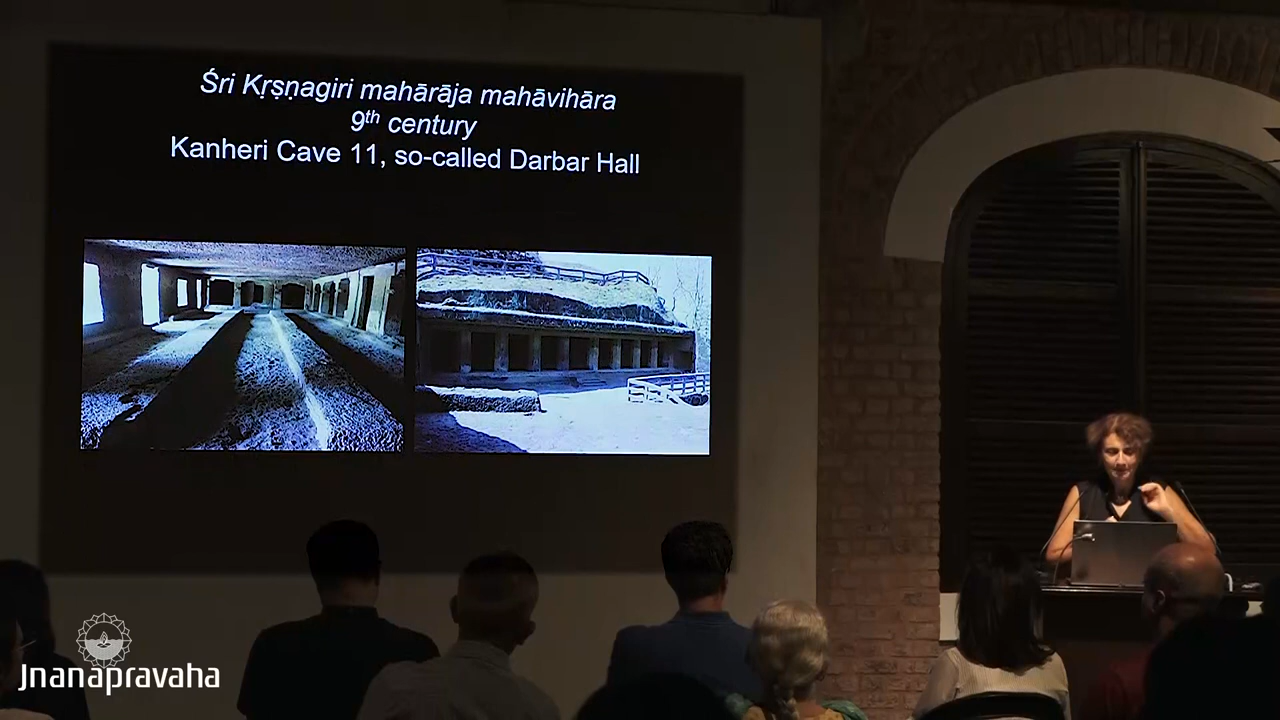 Śri Kṛṣṇagiri mahārāja mahāvihāra
9th century
Kanheri Cave 11, so-called Darbar Hall
Jnanapravaha